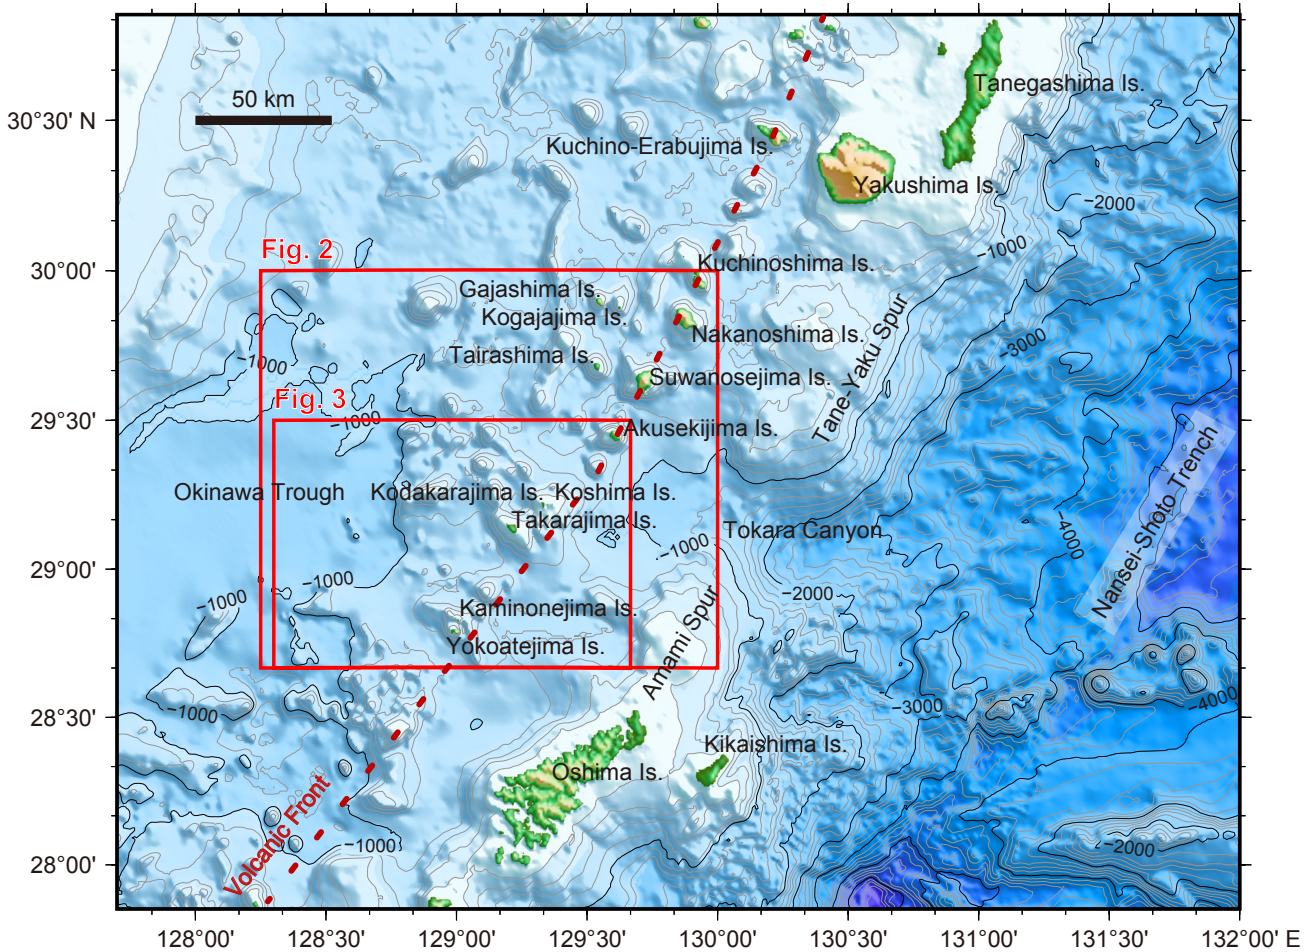 50 km
30°30' N
Tanegashima Is.
Kuchino-Erabujima Is.
Yakushima Is.
−2000
−1000
Fig. 2
30°00'
Kuchinoshima Is.
Gajashima Is.
Kogajajima Is.
Nakanoshima Is.
−3000
Tane-Yaku Spur
−1000
Tairashima Is.
Suwanosejima Is.
Fig. 3
−1000
29°30'
Akusekijima Is.
Okinawa Trough
Kodakarajima Is.
Koshima Is.
Takarajima Is.
Tokara Canyon
−4000
Nansei-Shoto Trench
−1000
29°00'
−1000
−1000
−2000
Kaminonejima Is.
Yokoatejima Is.
Amami Spur
−1000
−3000
−4000
28°30'
Kikaishima Is.
Oshima Is.
Volcanic Front
−1000
−2000
28°00'
128°00'
128°30'
129°00'
129°30'
130°00'
130°30'
131°00'
131°30'
132°00' E